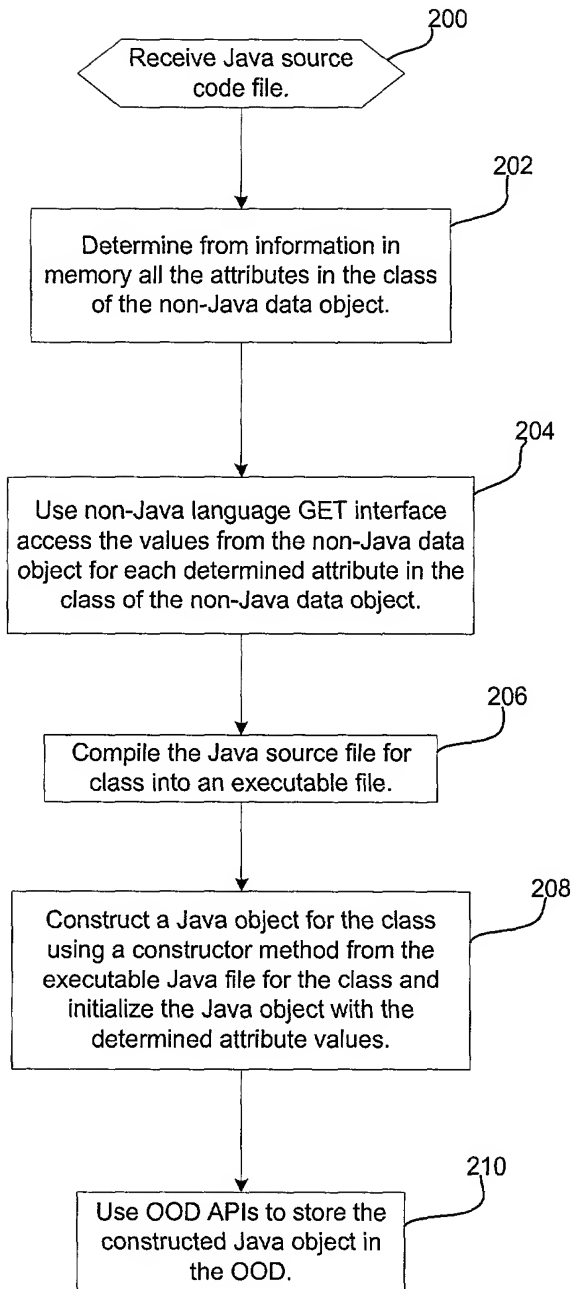 200
Receive Java source
code file.
202
Determine from information in
memory all the attributes in the class
of the non-Java data object.
204
Use non-Java language GET interface
access the values from the non-Java data
object for each determined attribute in the
class of the non-Java data object.
206
Compile the Java source file for
class into an executable file.
208
Construct a Java object for the class
using a constructor method from the
executable Java file for the class and
initialize the Java object with the
determined attribute values.
210
Use OOD APIs to store the
constructed Java object in
the OOD.